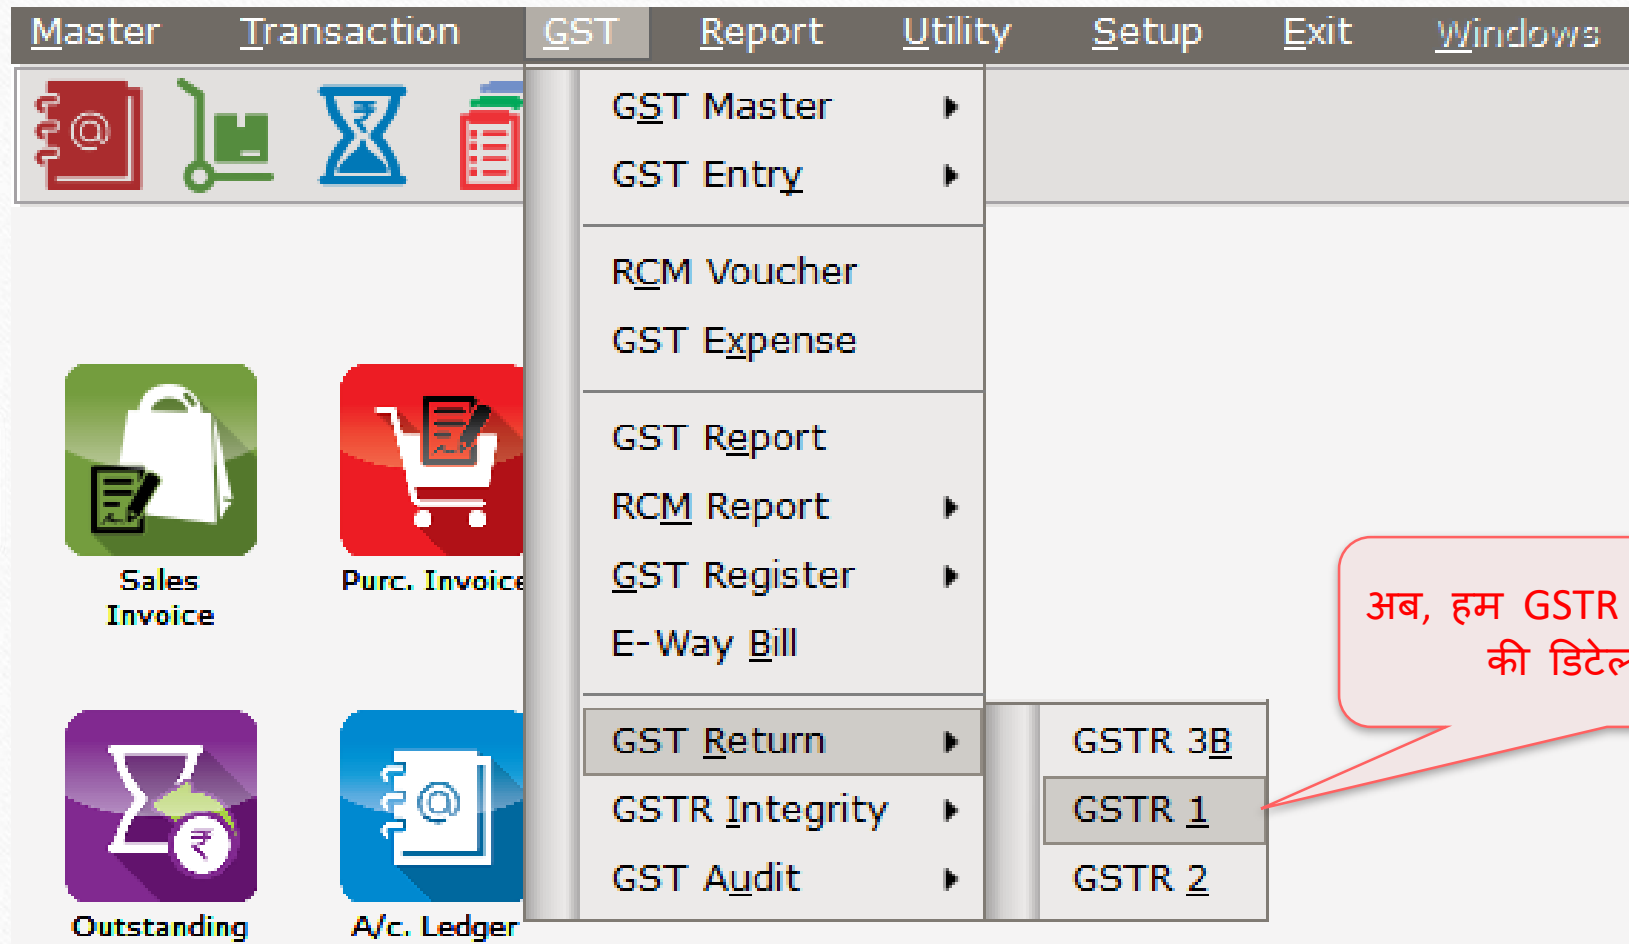 Master Transaction GST Report Utility Setup Exit Windows
GST Master
GST Entry
RCM Voucher
GST Expense
GST Report
RCM Report
GST Register
E-Way Bill
GST Return
GSTR Integrity
GST Audit
GSTR 3B
GSTR 1
GSTR 2
Sales
Invoice
Purc. Invoice
Outstanding
A/c. Ledger
अब, हम GSTR
की